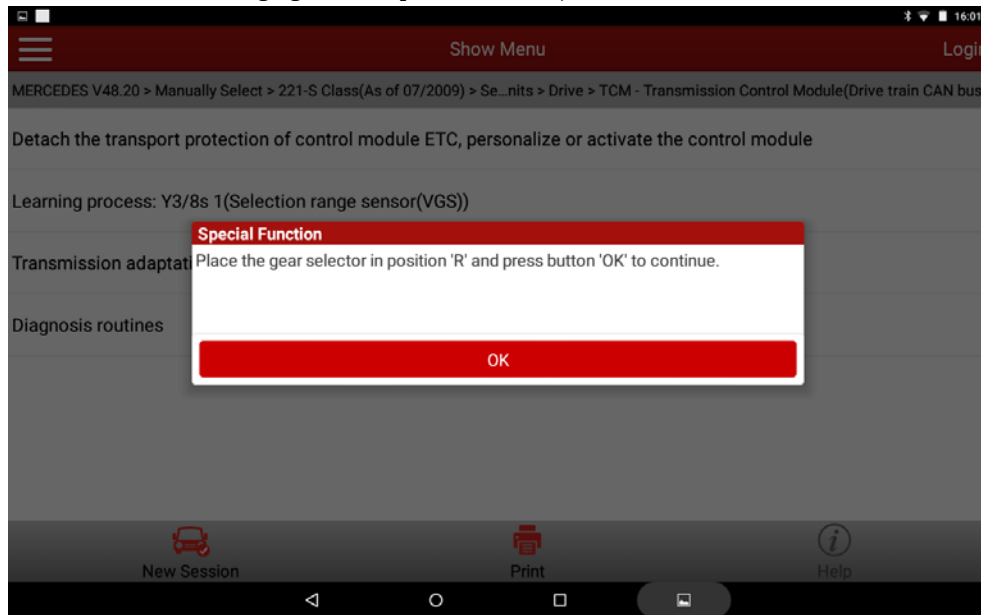 16:01
Show Menu
MERCEDES V48.20 > Manually Select > 221-S Class(As of 07/2009) > Se...nits > Drive > TCM - Transmission Control Module(Drive train CAN bus
Detach the transport protection of control module ETC, personalize or activate the control module
Learning process: Y3/8s 1(Selection range sensor(VGS))
Special Function
Transmission adaptati
Place the gear selector in position 'R' and press button 'OK' to continue.
Diagnosis routines
OK
New Session
Print
Help